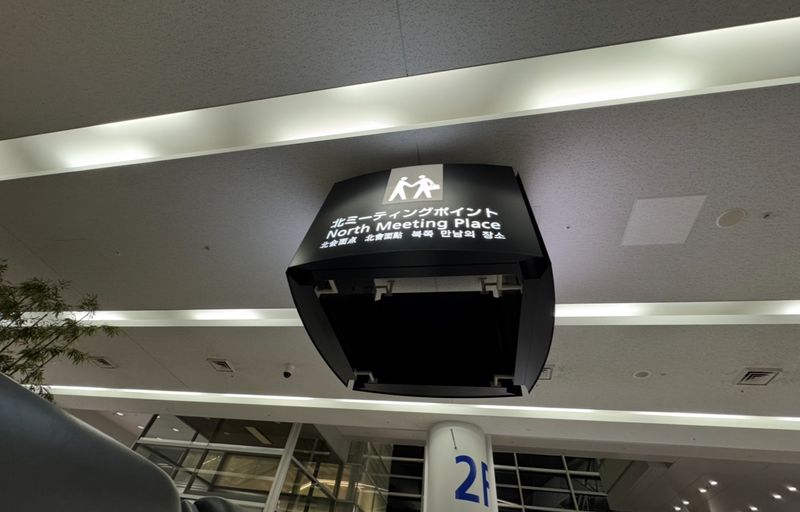 北ミーティングポイント
North Meeting Place
北会面点 北會面點 북쪽 만남의 장소
2F